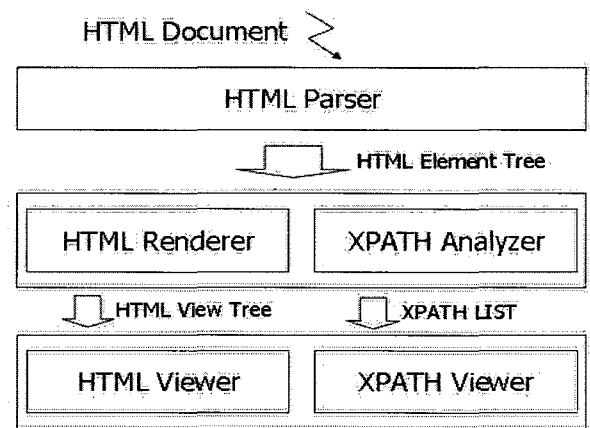 HTML Document
HTML Parser
HTML Element Tree
HTML Renderer
XPATH Analyzer
HTML View Tree
XPATH LIST
HTML Viewer
XPATH Viewer